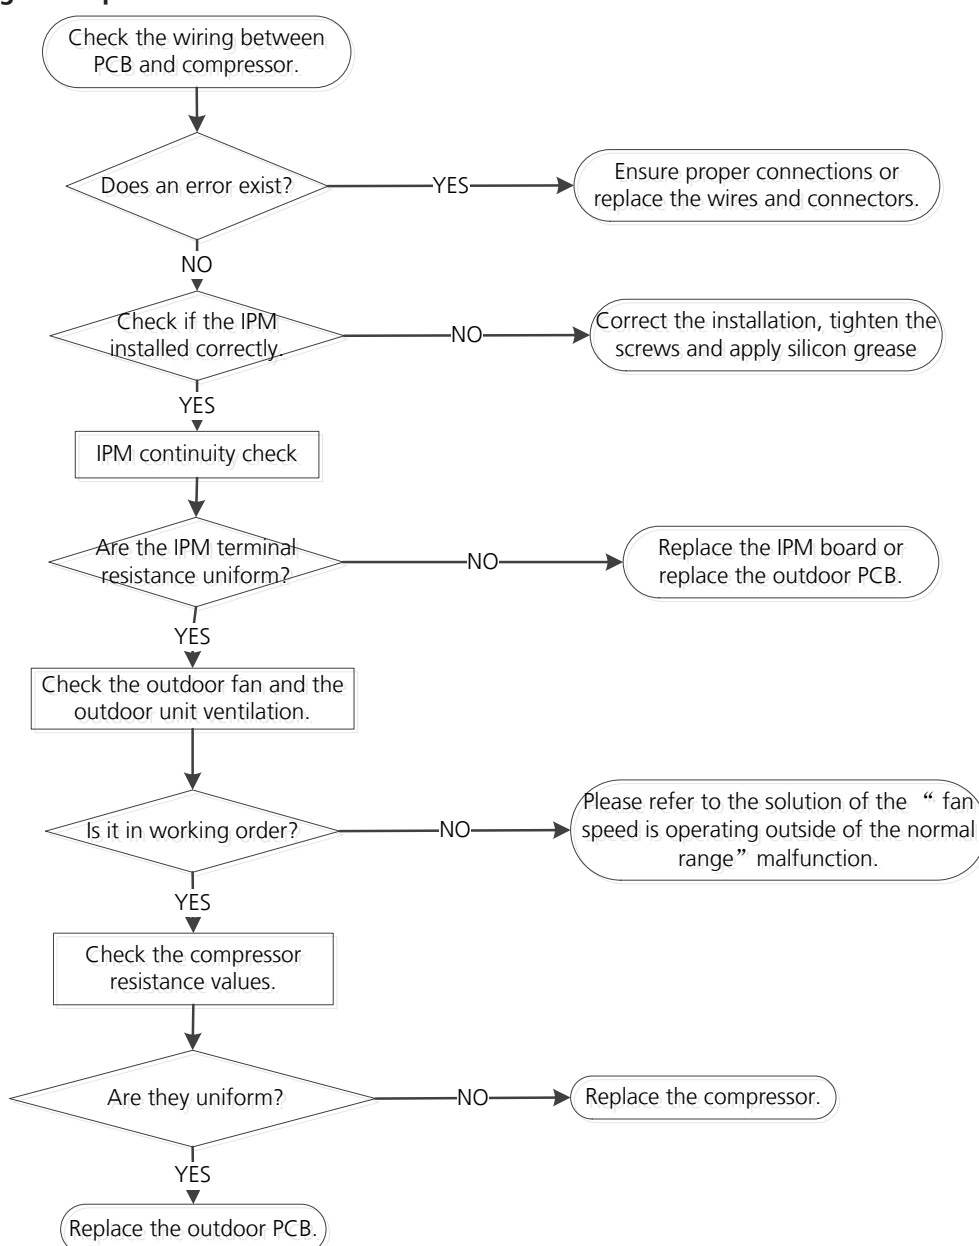 Check the wiring between
PCB and compressor.
Does an error exist?
YES
Ensure proper connections or
replace the wires and connectors.
NO
Check if the IPM
installed correctly.
NO
Correct the installation, tighten the
screws and apply silicon grease
YES
IPM continuity check
Are the IPM terminal
resistance uniform?
NO
Replace the IPM board or
replace the outdoor PCB.
YES
Check the outdoor fan and the
outdoor unit ventilation.
Is it in working order?
NO
Please refer to the solution of the “ fan
speed is operating outside of the normal
range” malfunction.
YES
Check the compressor
resistance values.
Are they uniform?
NO
Replace the compressor.
YES
Replace the outdoor PCB.